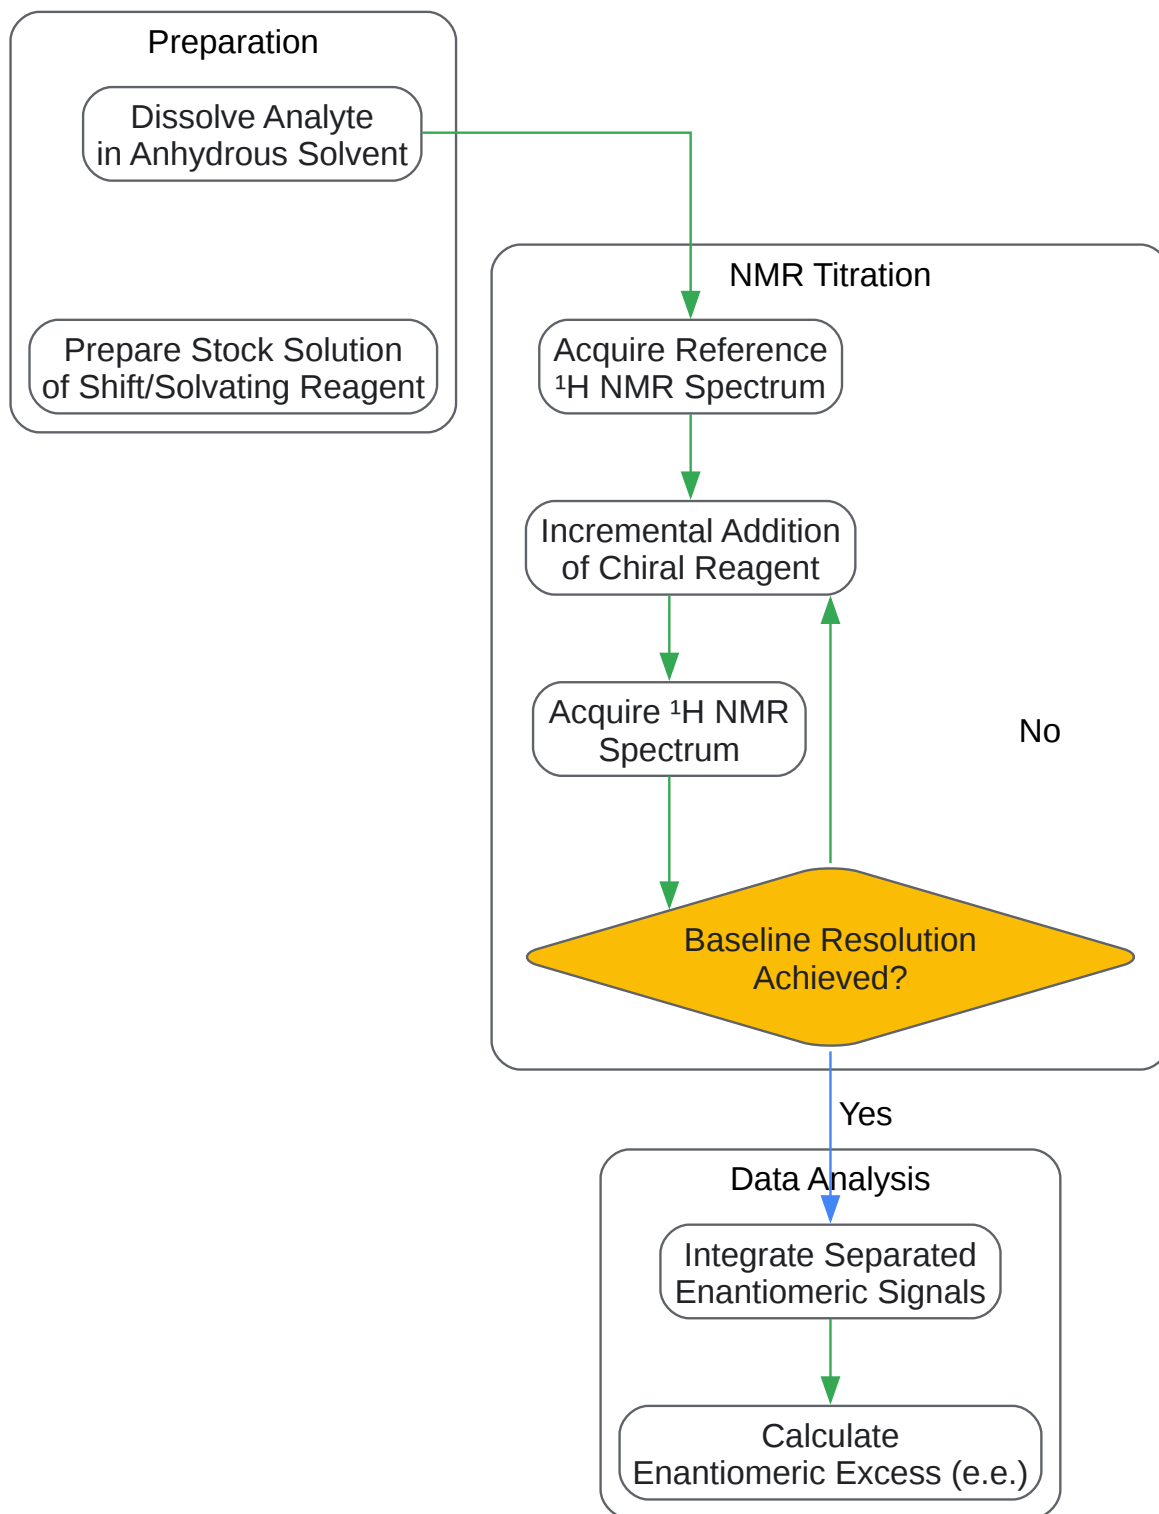 Preparation
Dissolve Analyte
in Anhydrous Solvent
Prepare Stock Solution
of Shift/Solvating Reagent
NMR Titration
Acquire Reference
¹H NMR Spectrum
Incremental Addition
of Chiral Reagent
Acquire ¹H NMR
Spectrum
No
Baseline Resolution
Achieved?
Yes
Data Analysis
Integrate Separated
Enantiomeric Signals
Calculate
Enantiomeric Excess (e.e.)